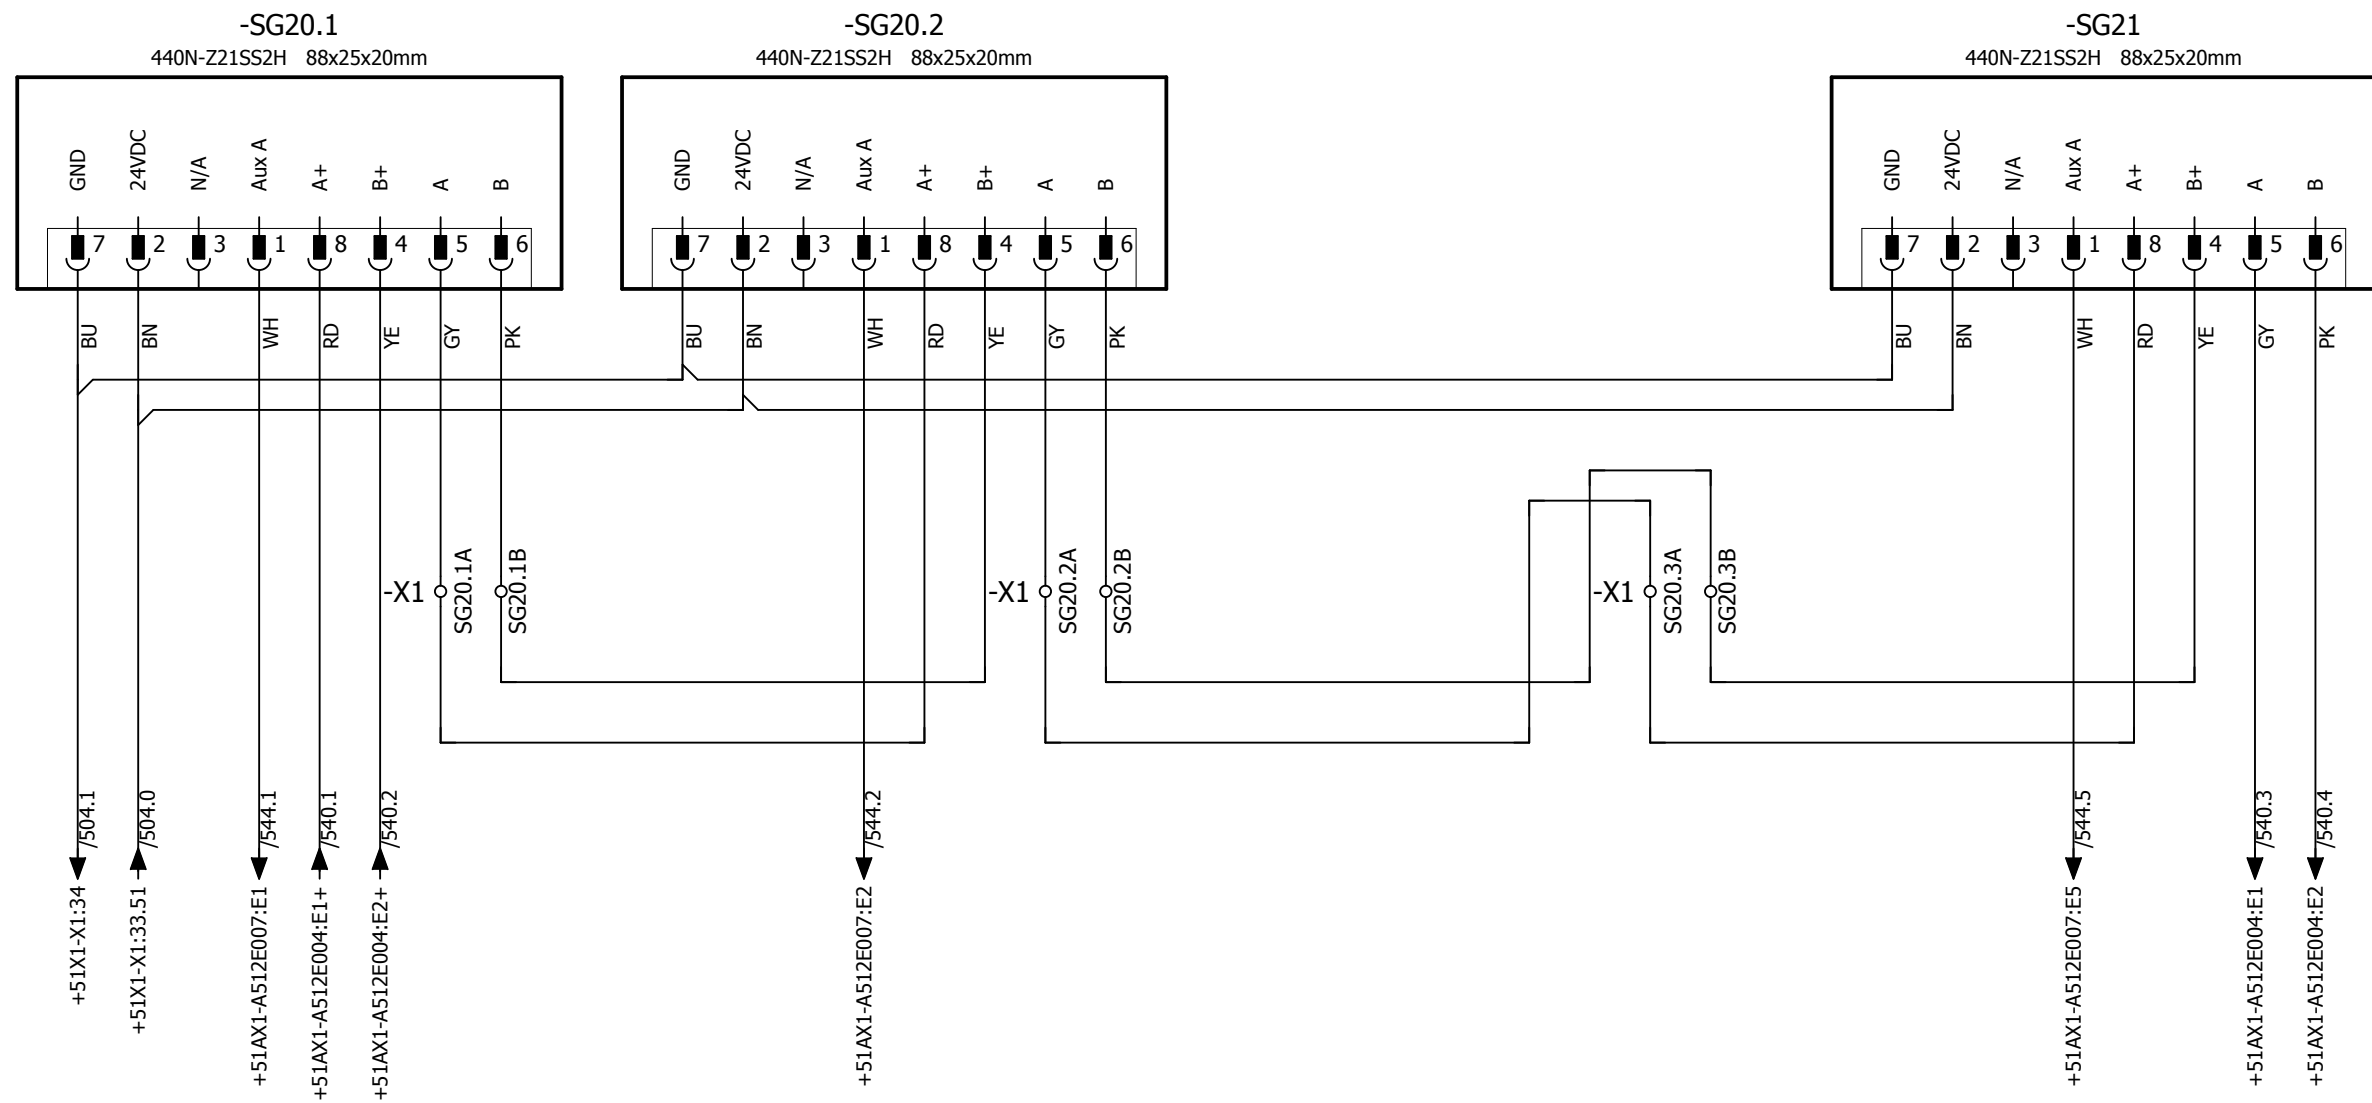 -SG20.1
440N-Z21SS2H 88x25x20mm
GND 24VDC N/A Aux A A+ B+ A B
7 2 3 1 8 4 5 6
BU BN WH RD YE GY PK
-SG20.2
440N-Z21SS2H 88x25x20mm
GND 24VDC N/A Aux A A+ B+ A B
7 2 3 1 8 4 5 6
BU BN WH RD YE GY PK
-SG21
440N-Z21SS2H 88x25x20mm
GND 24VDC N/A Aux A A+ B+ A B
7 2 3 1 8 4 5 6
BU BN WH RD YE GY PK
-X1 SG20.1A SG20.1B
-X1 SG20.2A SG20.2B
-X1 SG20.3A SG20.3B
/504.1
/504.0
/544.1
/540.1
/540.2
/544.2
/544.5
/540.3
/540.4
+51X1-X1:34
+51X1-X1:33.51
+51AX1-A512E007:E1
+51AX1-A512E004:E1+
+51AX1-A512E004:E2+
+51AX1-A512E007:E2
+51AX1-A512E007:E5
+51AX1-A512E004:E1
+51AX1-A512E004:E2